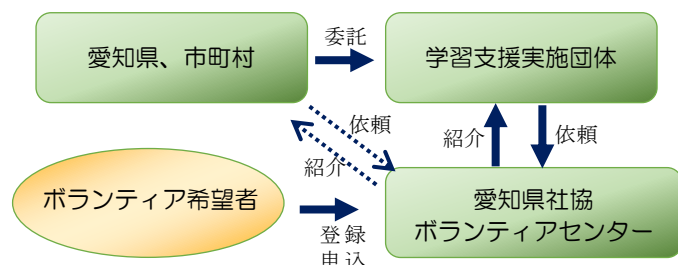 愛知県、市町村
委託
学習支援実施団体
依頼
紹介
紹介
依頼
ボランティア希望者
登録
申込
愛知県社協
ボランティアセンター